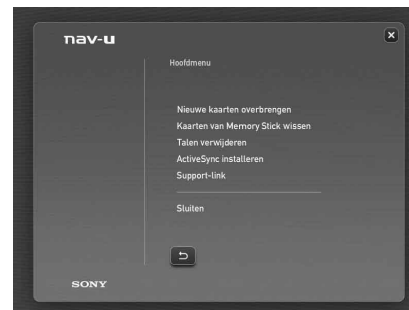 nav-u
Hoofdmenu
Nieuwe kaarten overbrengen
Kaarten van Memory Stick wissen
Talen verwijderen
ActiveSync installeren
Support-link
Sluiten
SONY